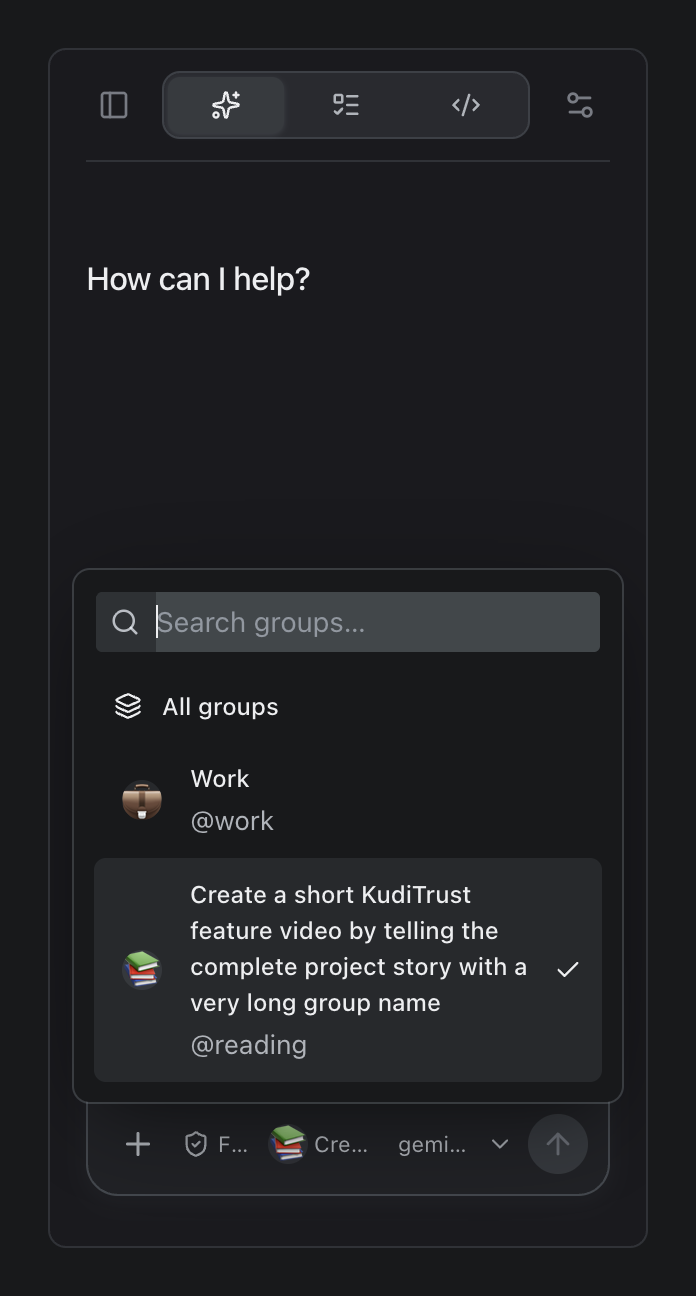 How can I help?
Search groups...
All groups
Work
@work
Create a short KudiTrust
feature video by telling the
complete project story with a
very long group name
@reading
F... Cre... gemi...